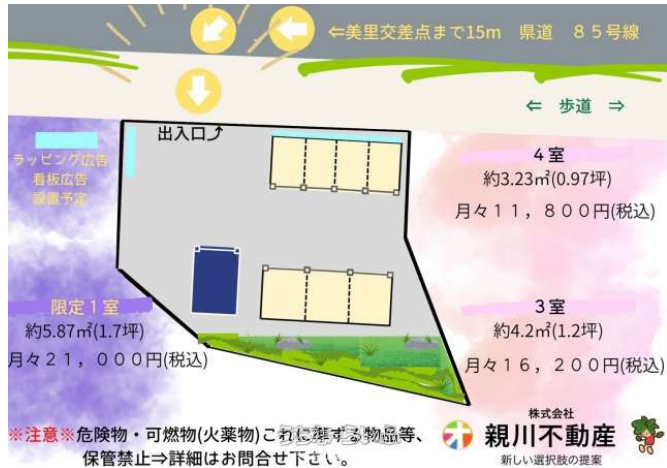 ⇐美里交差点まで15m 県道 ８５号線
⇐ 歩道 ⇒
出入口⤴
ラッピング広告
看板広告
設置予定
４室
約3.23㎡(0.97坪)
月々１１，８００円(税込)
限定１室
約5.87㎡(1.7坪)
月々２１，０００円(税込)
３室
約4.2㎡(1.2坪)
月々１６，２００円(税込)
※注意※危険物・可燃物(火薬物)これに準ずる物品等、
保管禁止⇒詳細はお問合せ下さい。
株式会社
親川不動産
新しい選択肢の提案